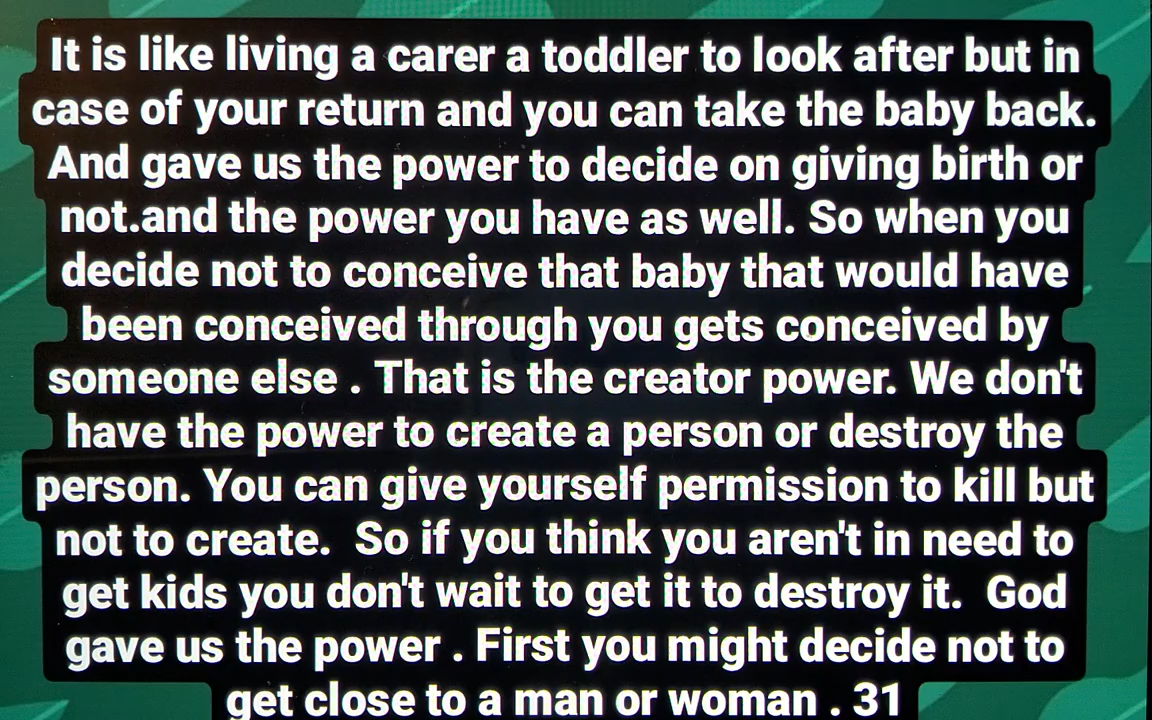 It is like living a carer a toddler to look after but in
case of your return and you can take the baby back.
And gave us the power to decide on giving birth or
not.and the power you have as well. So when you
decide not to conceive that baby that would have
been conceived through you gets conceived by
someone else . That is the creator power. We don't
have the power to create a person or destroy the
person. You can give yourself permission to kill but
not to create.  So if you think you aren't in need to
get kids you don't wait to get it to destroy it.  God
gave us the power . First you might decide not to
get close to a man or woman . 31